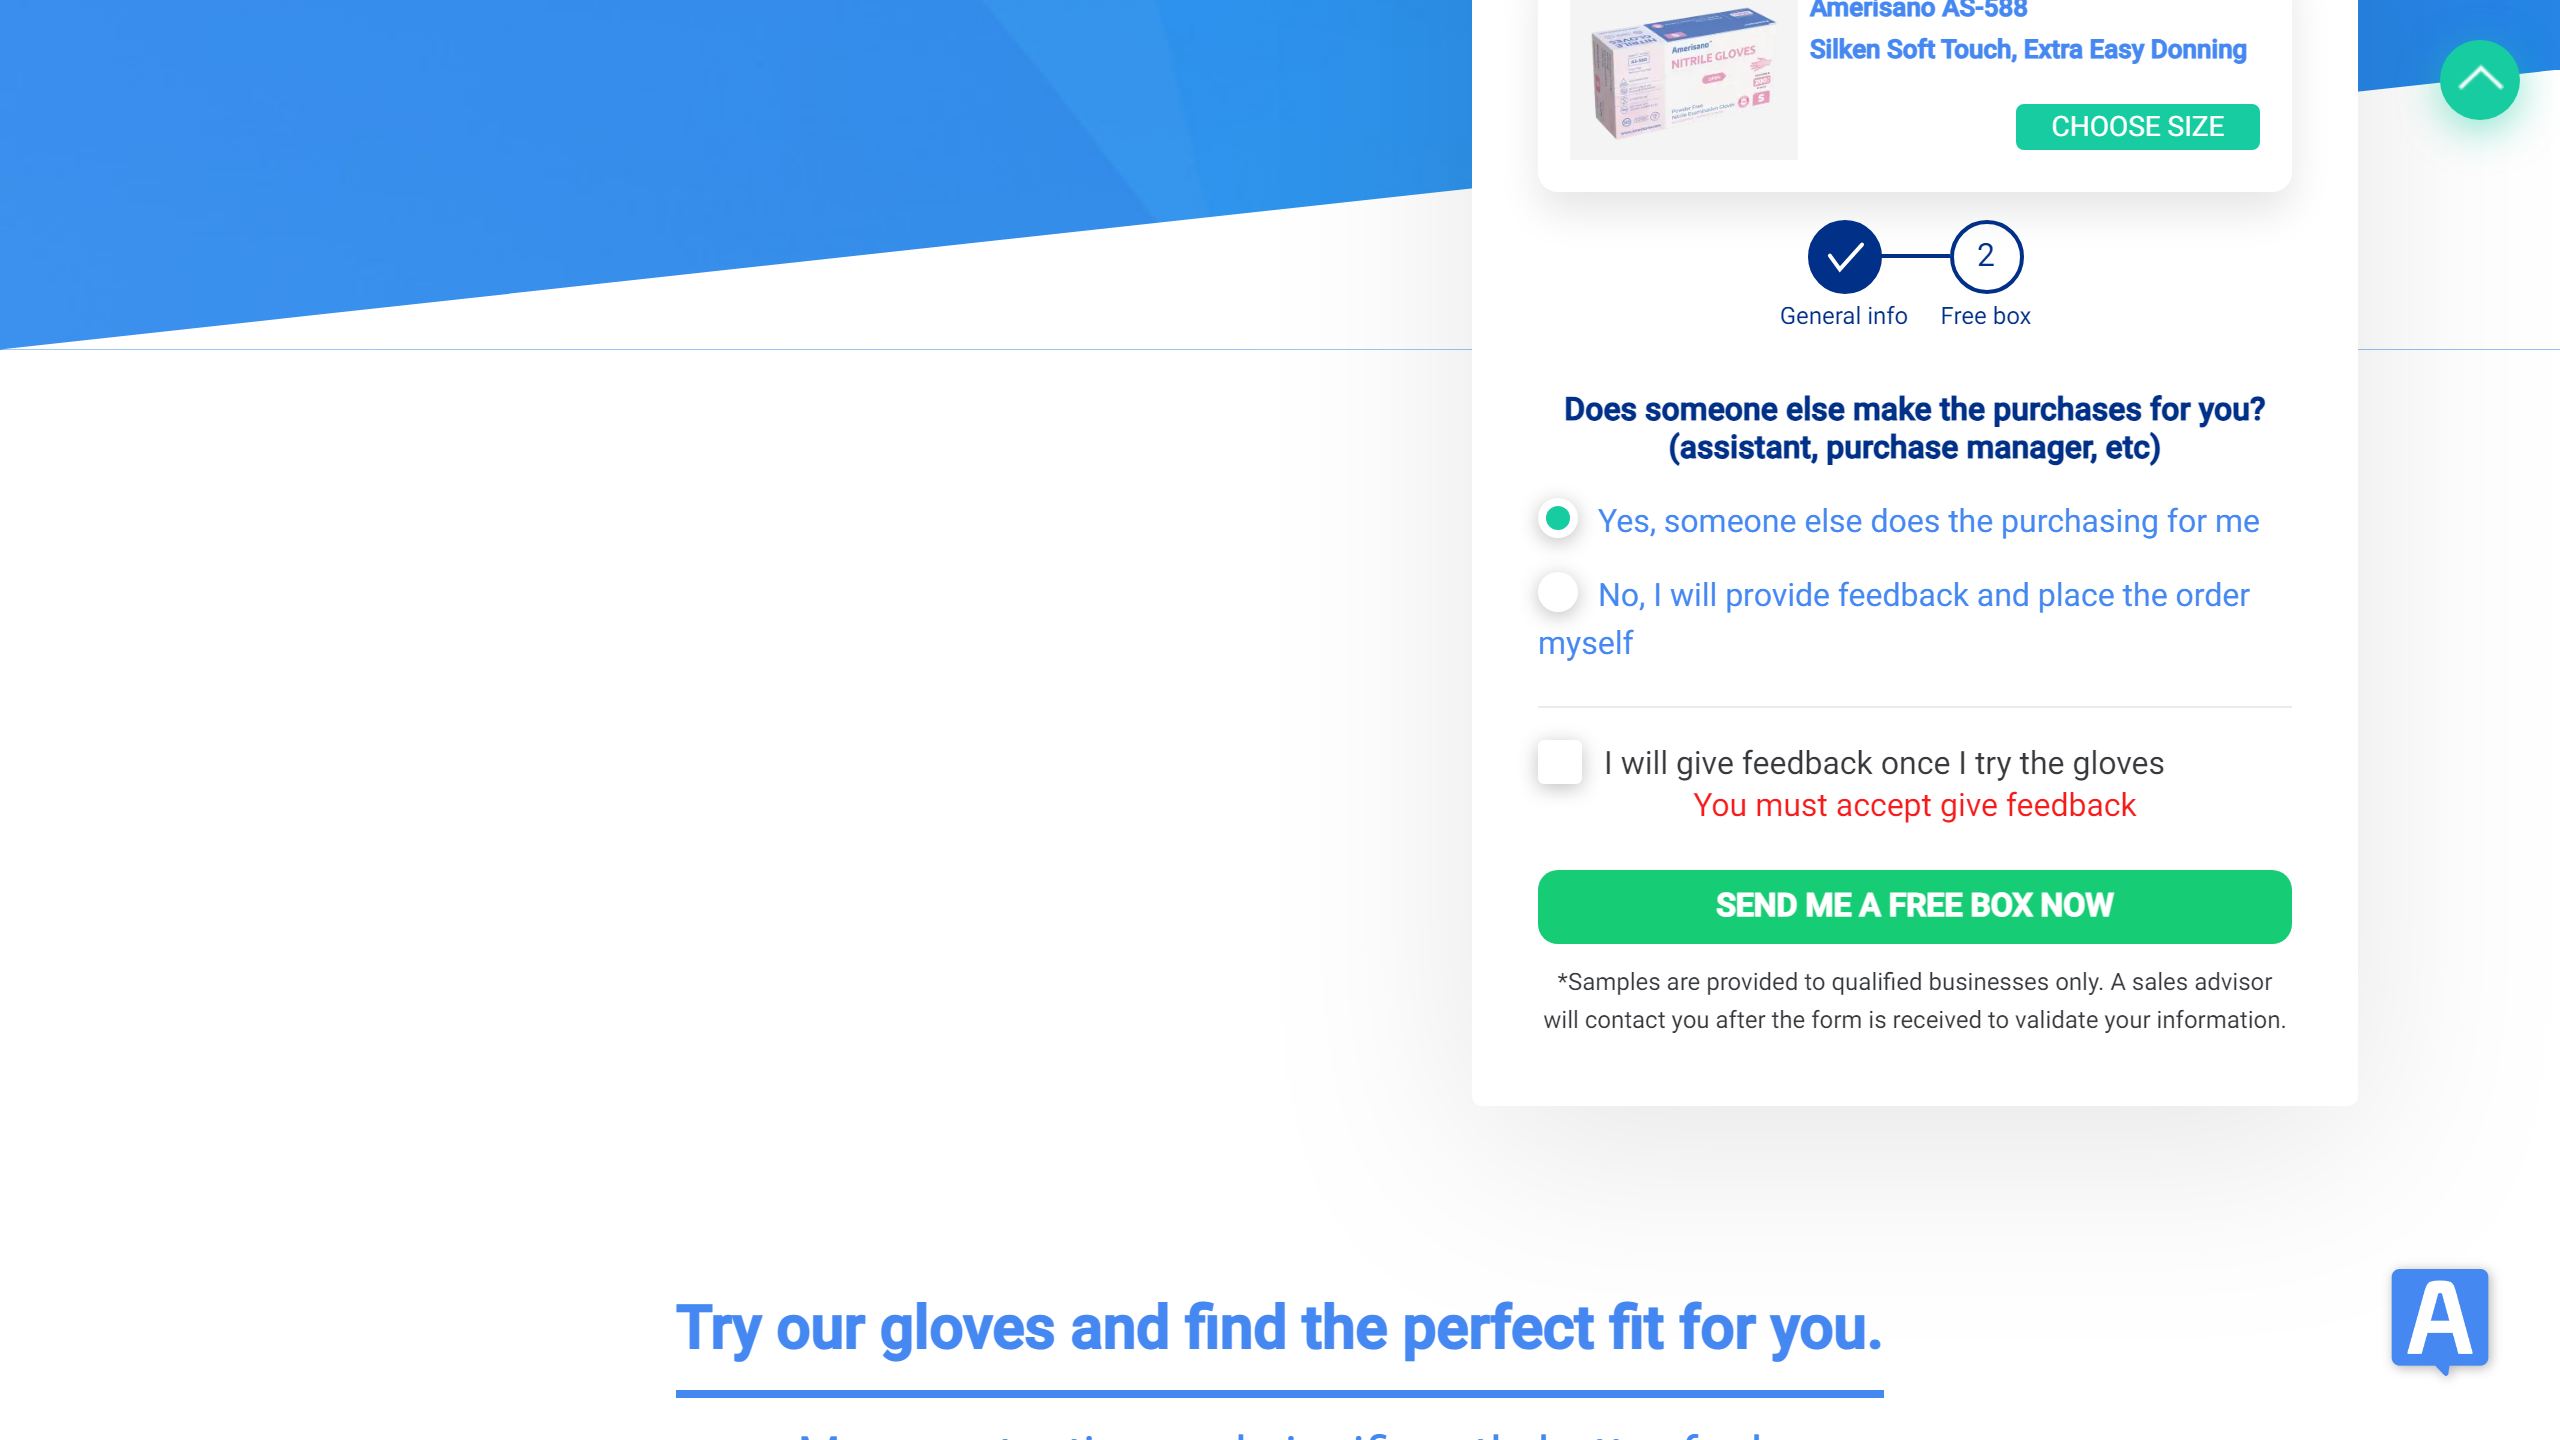 Amerisano AS-588
Silken Soft Touch, Extra Easy Donning
Amerisano
NITRILE GLOVES
CHOOSE SIZE
2
General info
Free box
Does someone else make the purchases for you?
(assistant, purchase manager, etc)
Yes, someone else does the purchasing for me
No, I will provide feedback and place the order
myself
I will give feedback once I try the gloves
You must accept give feedback
SEND ME A FREE BOX NOW
*Samples are provided to qualified businesses only. A sales advisor
will contact you after the form is received to validate your information.
Try our gloves and find the perfect fit for you.
A